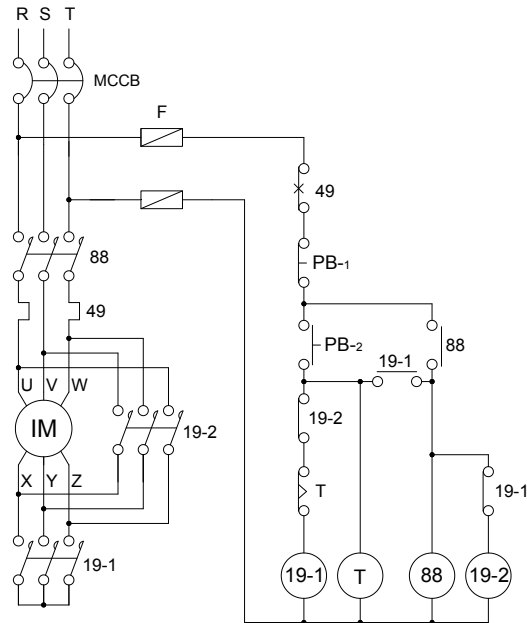 R S T
MCCB
F
49
PB-1
88
49
PB-2
19-1
88
U V W
IM
19-2
19-2
X Y Z
T
19-1
19-1
19-1
T
88
19-2